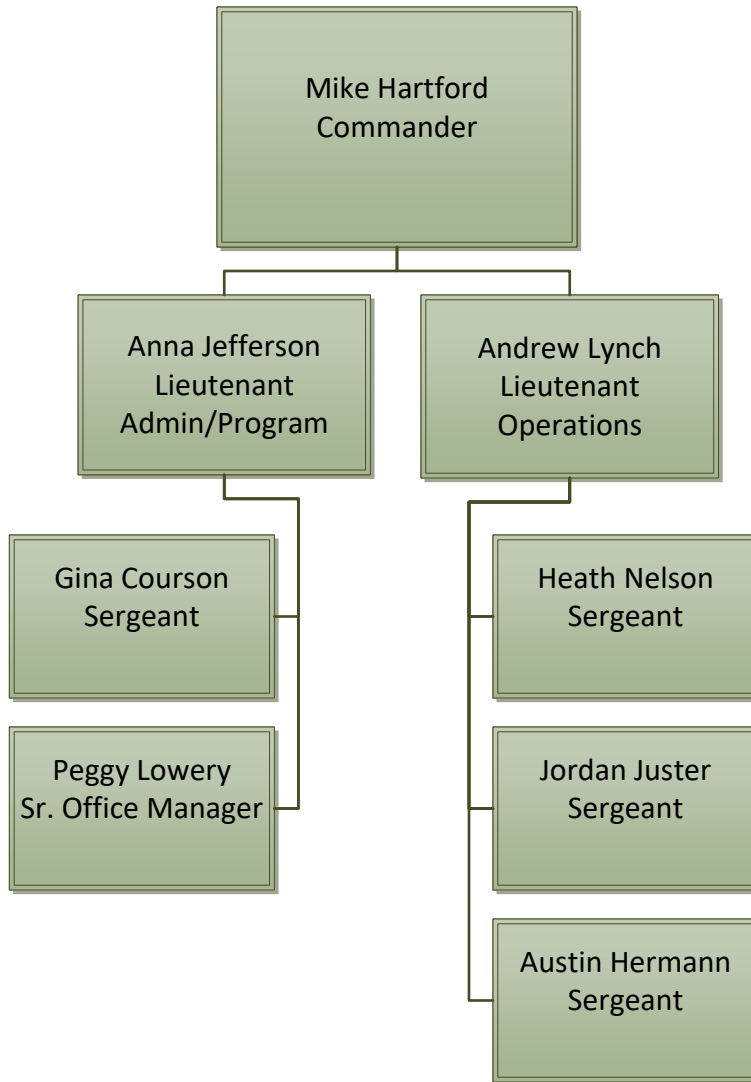 Mike Hartford
Commander
Anna Jefferson
Lieutenant
Admin/Program
Andrew Lynch
Lieutenant
Operations
Gina Courson
Sergeant
Heath Nelson
Sergeant
Peggy Lowery
Sr. Office Manager
Jordan Juster
Sergeant
Austin Hermann
Sergeant